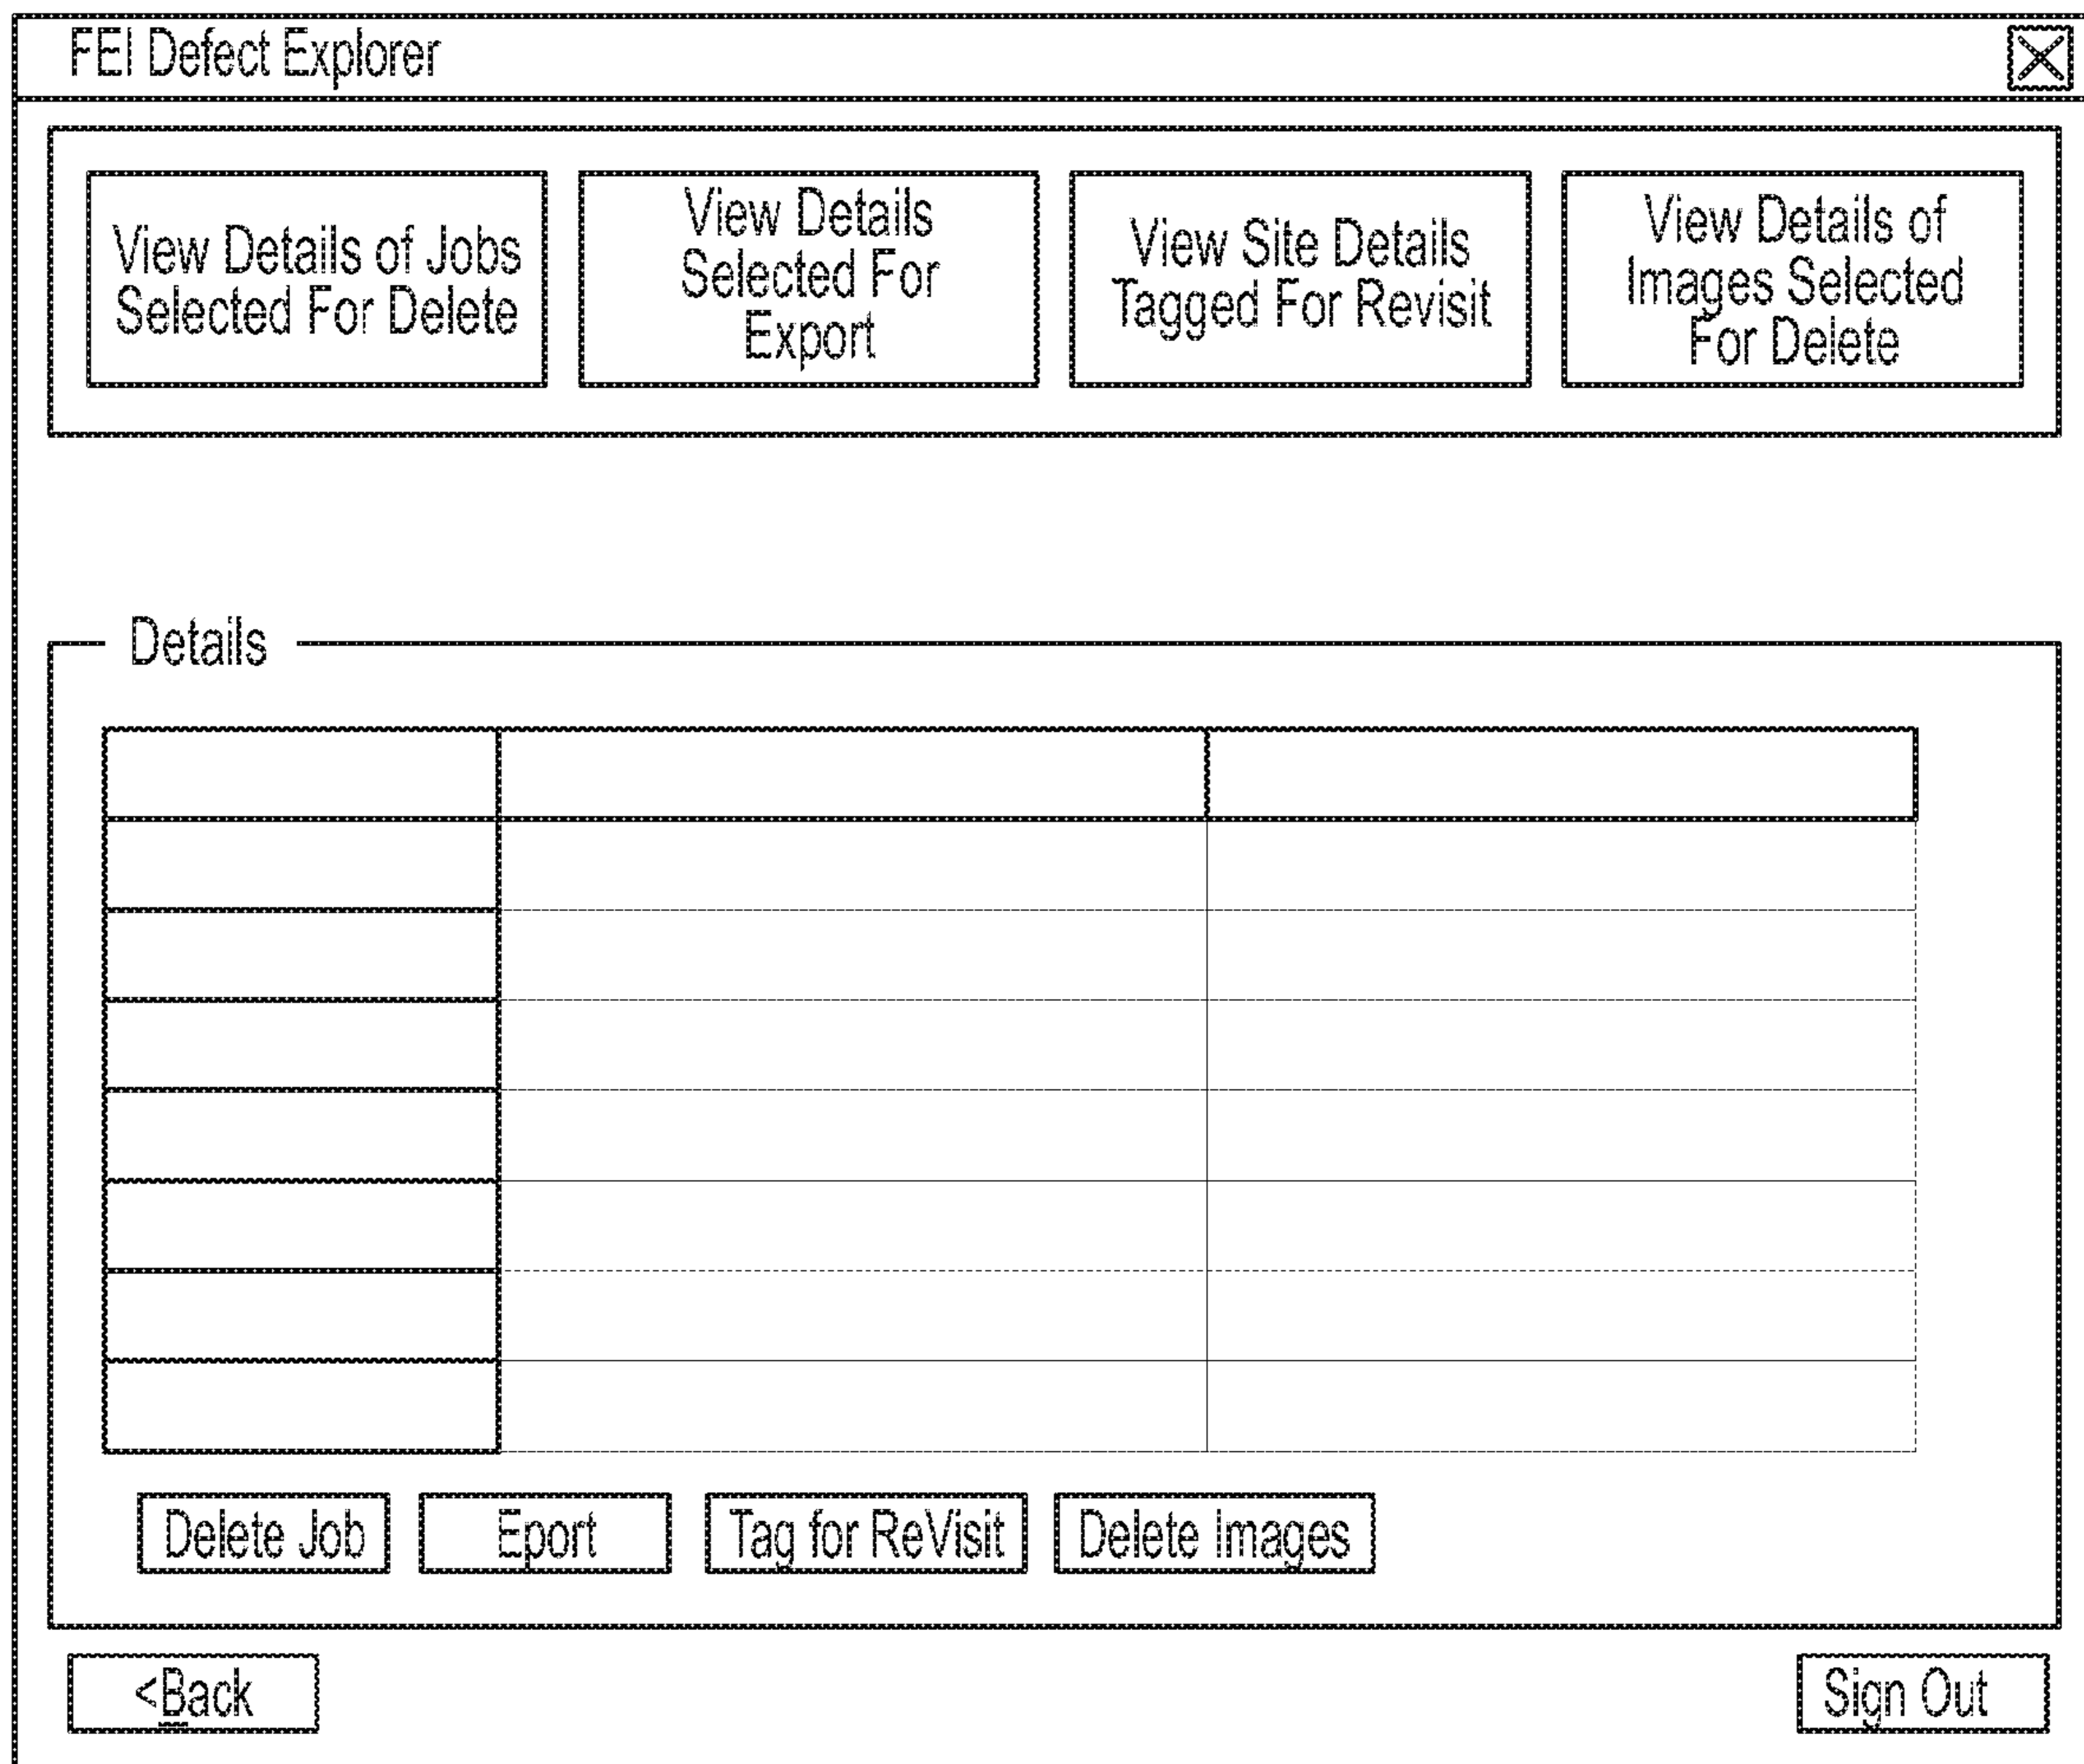 FEI Defect Explorer
View Details of Jobs
Selected For Delete
View Details
Selected For
Export
View Site Details
Tagged For Revisit
View Details of
Images Selected
For Delete
Details
Delete Job
Eport
Tag for ReVisit
Delete Images
<Back
Sign Out